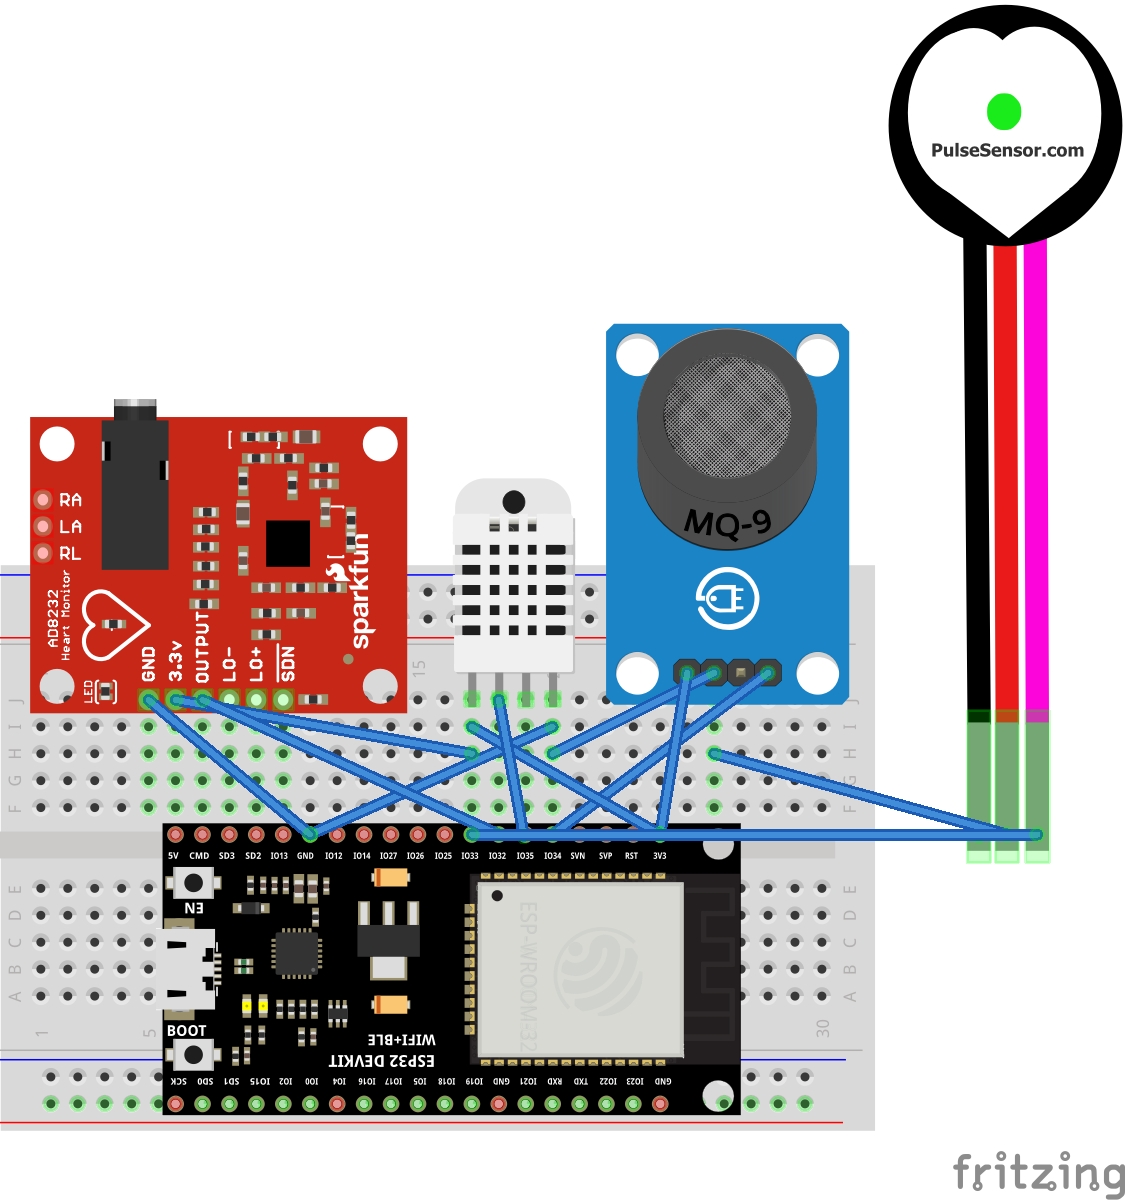 PulseSensor.com
MQ-9
RA
LA
RL
AD8232
Heart Monitor
sparkfun
LED
GND
3.3v
OUTPUT
LO-
LO+
SDN
15
J
I
H
G
F
J
I
H
G
F
5V CMD SD3 SD2 IO13 GND IO12 IO14 IO27 IO26 IO25 IO33 IO32 IO35 IO34 SVN SVP RST 3V3
EN
ESP-WROOM-32
E
D
C
B
A
E
D
C
B
A
1
5
30
BOOT
WIFI+BLE
ESP32 DEVKIT
SCK SD0 SD1 IO15 IO2 IO0 IO4 IO16 IO17 IO5 IO18 IO19 GND IO21 RXD TXD IO22 IO23 GND
fritzing